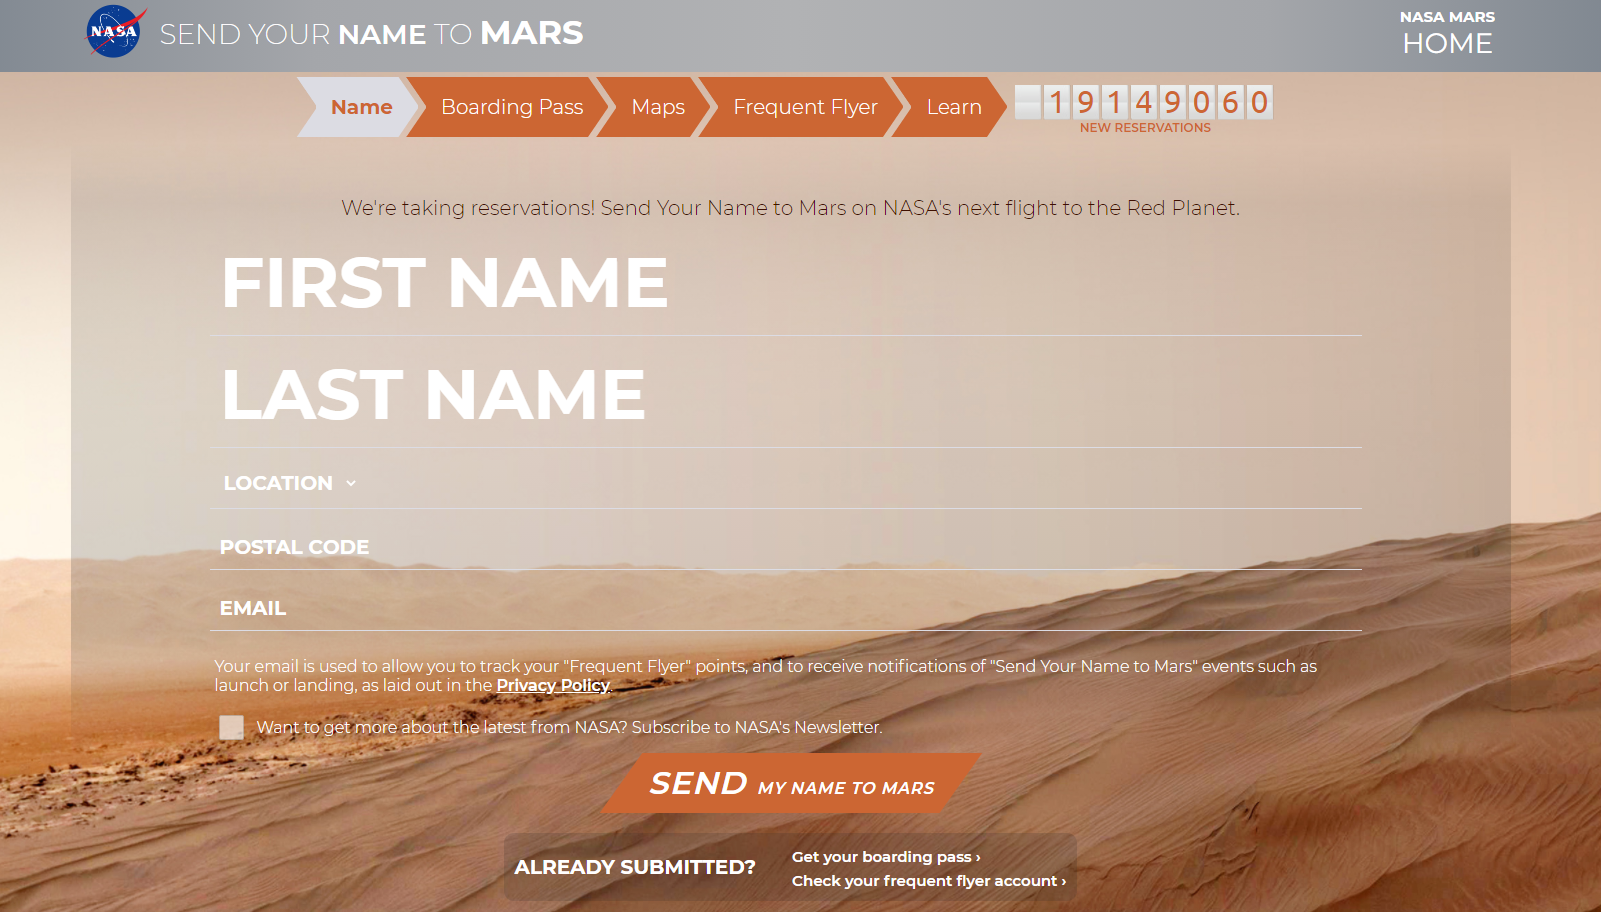 NASA
SEND YOUR NAME TO MARS
NASA MARS
HOME
Name
Boarding Pass
Maps
Frequent Flyer
Learn
19149060
NEW RESERVATIONS
We're taking reservations! Send Your Name to Mars on NASA's next flight to the Red Planet.
FIRST NAME
LAST NAME
LOCATION
POSTAL CODE
EMAIL
Your email is used to allow you to track your "Frequent Flyer" points, and to receive notifications of "Send Your Name to Mars" events such as
launch or landing, as laid out in the Privacy Policy.
Want to get more about the latest from NASA? Subscribe to NASA's Newsletter.
SEND MY NAME TO MARS
ALREADY SUBMITTED?
Get your boarding pass ›
Check your frequent flyer account ›